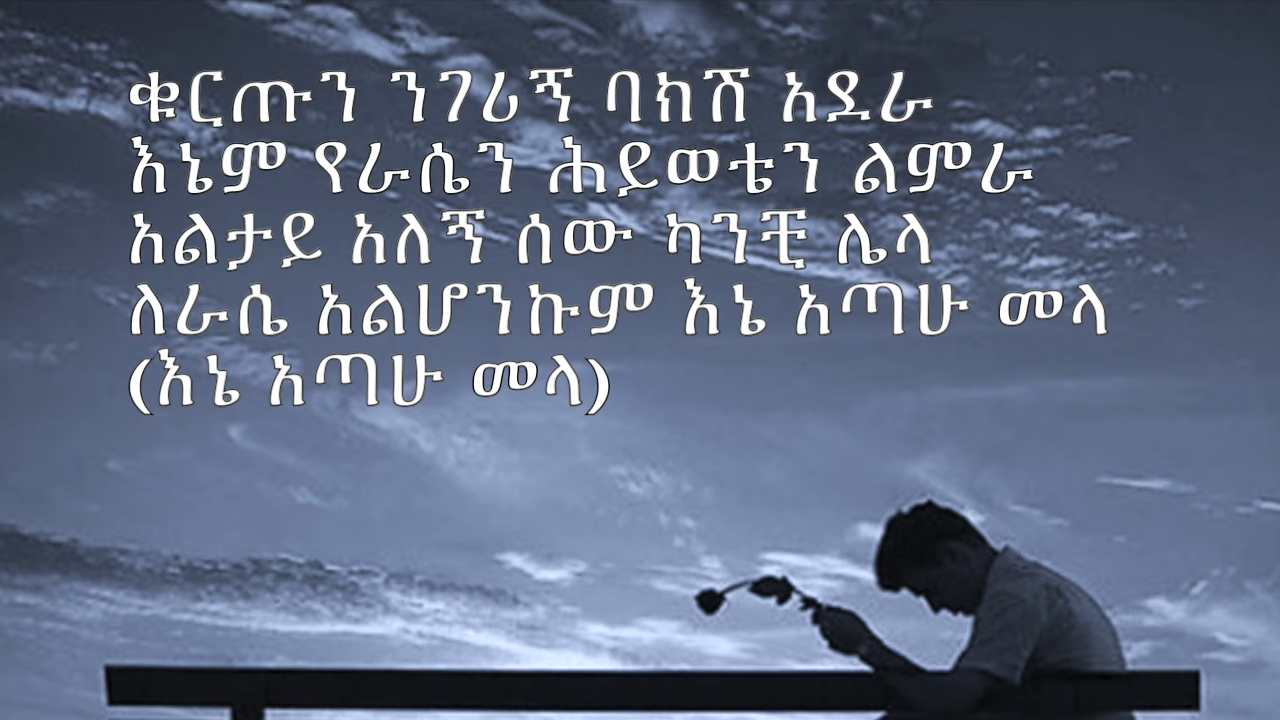 ቁርጡን ንገሪኝ ባክሽ አደራ
እኔም የራሴን ሕይወቴን ልምራ
አልታይ አለኝ ሰው ካንቺ ሌላ
ለራሴ አልሆንኩም እኔ አጣሁ መላ
(እኔ አጣሁ መላ)